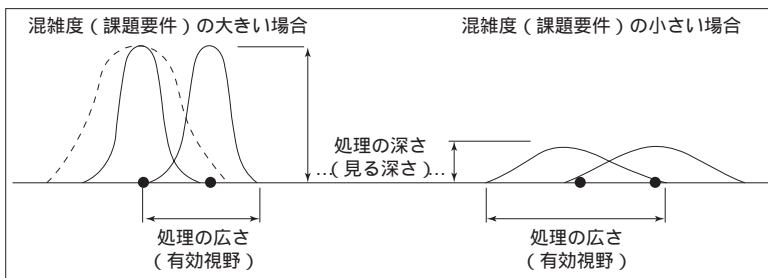 混雑度(課題要件)の大きい場合
混雑度(課題要件)の小さい場合
処理の深さ
…(見る深さ)…
処理の広さ
(有効視野)
処理の広さ
(有効視野)